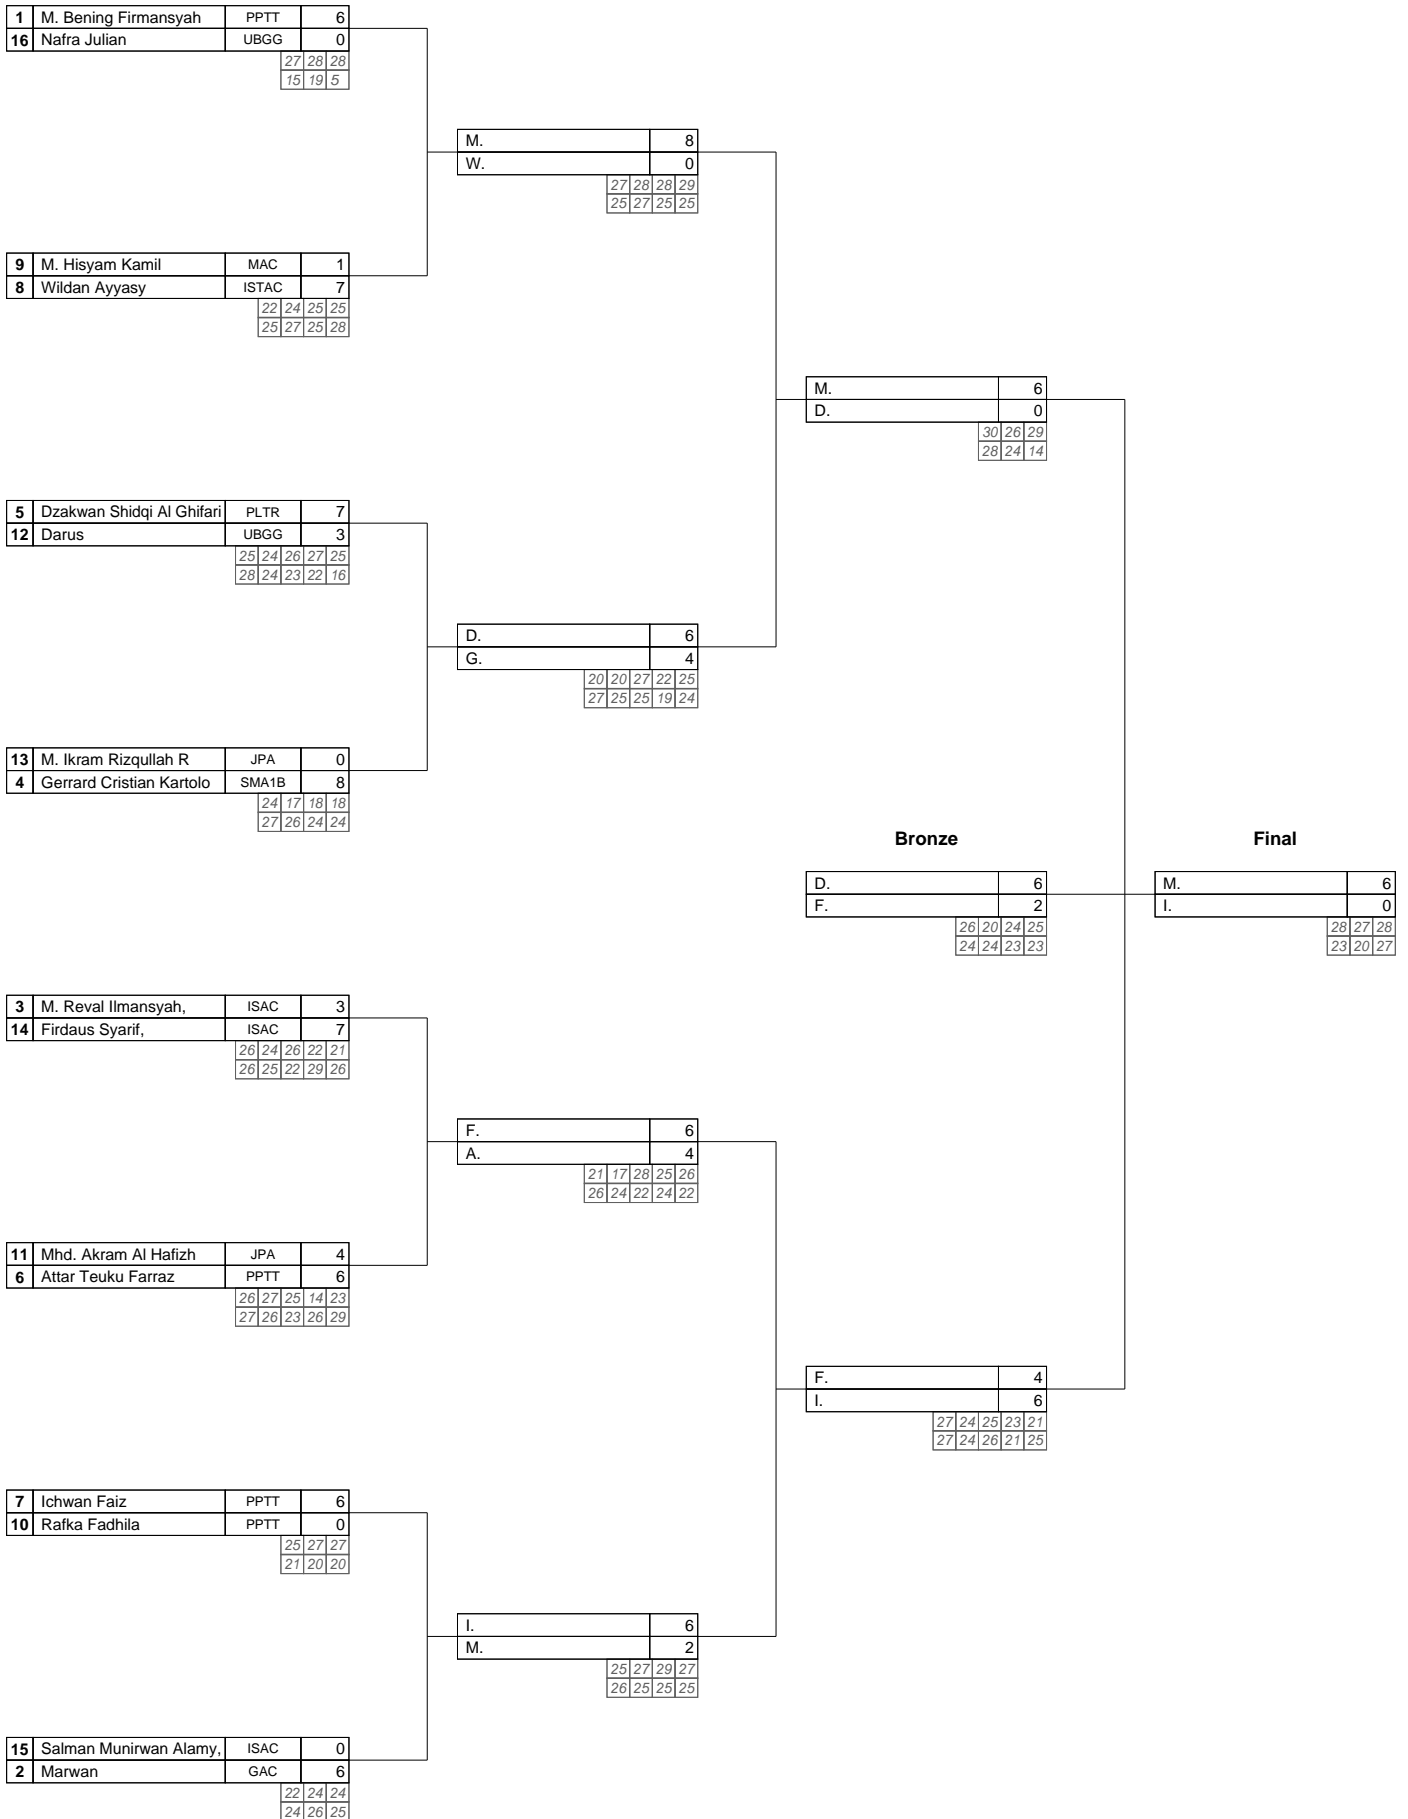 1 M. Bening Firmansyah PPTT 6
16 Nafra Julian UBGG 0
27 28 28
15 19 5
M. 8
W. 0
27 28 28 29
25 27 25 25
9 M. Hisyam Kamil MAC 1
8 Wildan Ayyasy ISTAC 7
22 24 25 25
25 27 25 28
M. 6
D. 0
30 26 29
28 24 14
5 Dzakwan Shidqi Al Ghifari PLTR 7
12 Darus UBGG 3
25 24 26 27 25
28 24 23 22 16
D. 6
G. 4
20 20 27 22 25
27 25 25 19 24
13 M. Ikram Rizqullah R JPA 0
4 Gerrard Cristian Kartolo SMA1B 8
24 17 18 18
27 26 24 24
Bronze Final
D. 6 M. 6
F. 2 I. 0
26 20 24 25 28 27 28
24 24 23 23 23 20 27
3 M. Reval Ilmansyah, ISAC 3
14 Firdaus Syarif, ISAC 7
26 24 26 22 21
26 25 22 29 26
F. 6
A. 4
21 17 28 25 26
26 24 22 24 22
11 Mhd. Akram Al Hafizh JPA 4
6 Attar Teuku Farraz PPTT 6
26 27 25 14 23
27 26 23 26 29
F. 4
I. 6
27 24 25 23 21
27 24 26 21 25
7 Ichwan Faiz PPTT 6
10 Rafka Fadhila PPTT 0
25 27 27
21 20 20
I. 6
M. 2
25 27 29 27
26 25 25 25
15 Salman Munirwan Alamy, ISAC 0
2 Marwan GAC 6
22 24 24
24 26 25